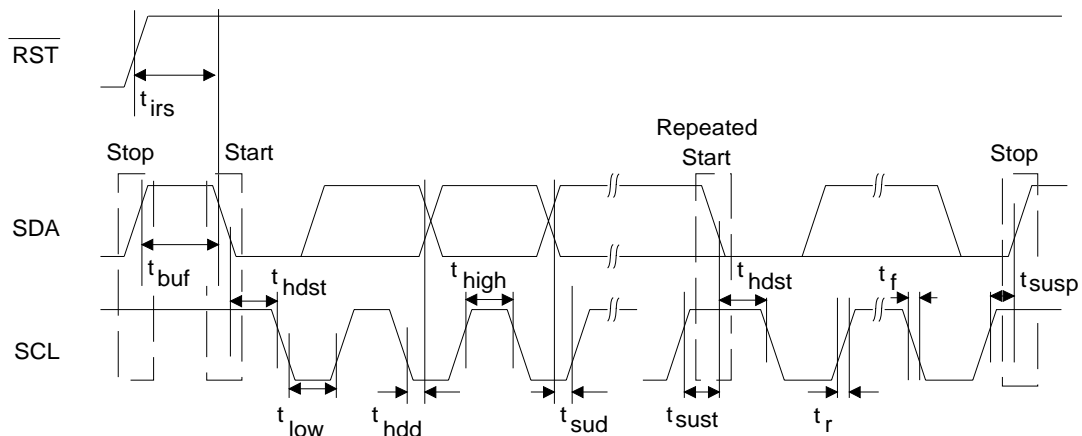 RST
t irs
Repeated
Stop Start Start Stop
SDA
t buf t hdst t high t hdst t f t susp
SCL
t low t hdd t sud t sust t r